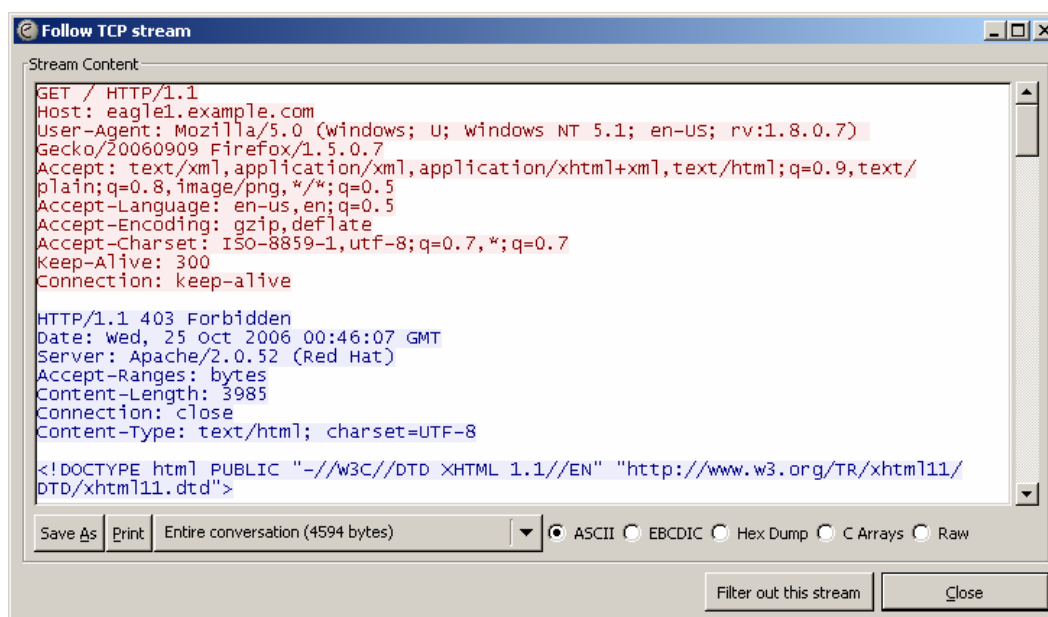 Follow TCP stream
Stream Content
GET / HTTP/1.1
Host: eagle1.example.com
User-Agent: Mozilla/5.0 (Windows; U; Windows NT 5.1; en-US; rv:1.8.0.7)
Gecko/20060909 Firefox/1.5.0.7
Accept: text/xml,application/xml,application/xhtml+xml,text/html;q=0.9,text/
plain;q=0.8,image/png,*/*;q=0.5
Accept-Language: en-us,en;q=0.5
Accept-Encoding: gzip,deflate
Accept-Charset: ISO-8859-1,utf-8;q=0.7,*;q=0.7
Keep-Alive: 300
Connection: keep-alive
HTTP/1.1 403 Forbidden
Date: Wed, 25 Oct 2006 00:46:07 GMT
Server: Apache/2.0.52 (Red Hat)
Accept-Ranges: bytes
Content-Length: 3985
Connection: close
Content-Type: text/html; charset=UTF-8
<!DOCTYPE html PUBLIC "-//W3C//DTD XHTML 1.1//EN" "http://www.w3.org/TR/xhtml11/
DTD/xhtml11.dtd">
Save As Print Entire conversation (4594 bytes) ASCII EBCDIC Hex Dump C Arrays Raw
Filter out this stream Close